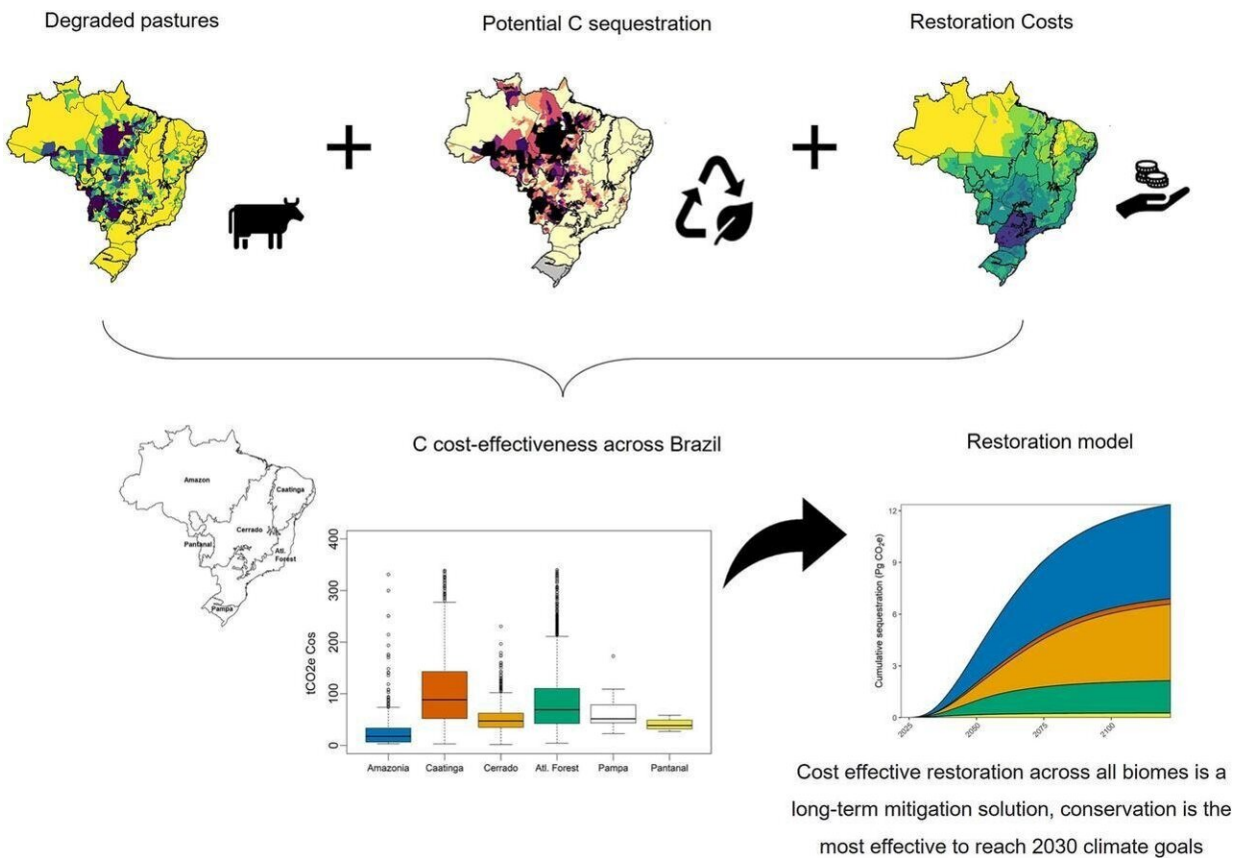 Degraded pastures
Potential C sequestration
Restoration Costs
C cost-effectiveness across Brazil
Restoration model
Amazon
Caatinga
Cerrado
Pantanal
Atl.
Forest
Pampa
tCO2e Cos
400
300
200
100
0
Amazonia
Caatinga
Cerrado
Atl. Forest
Pampa
Pantanal
Cumulative sequestration (Pg CO₂e)
12
9
6
3
0
2025
2050
2075
2100
Cost effective restoration across all biomes is a
long-term mitigation solution, conservation is the
most effective to reach 2030 climate goals